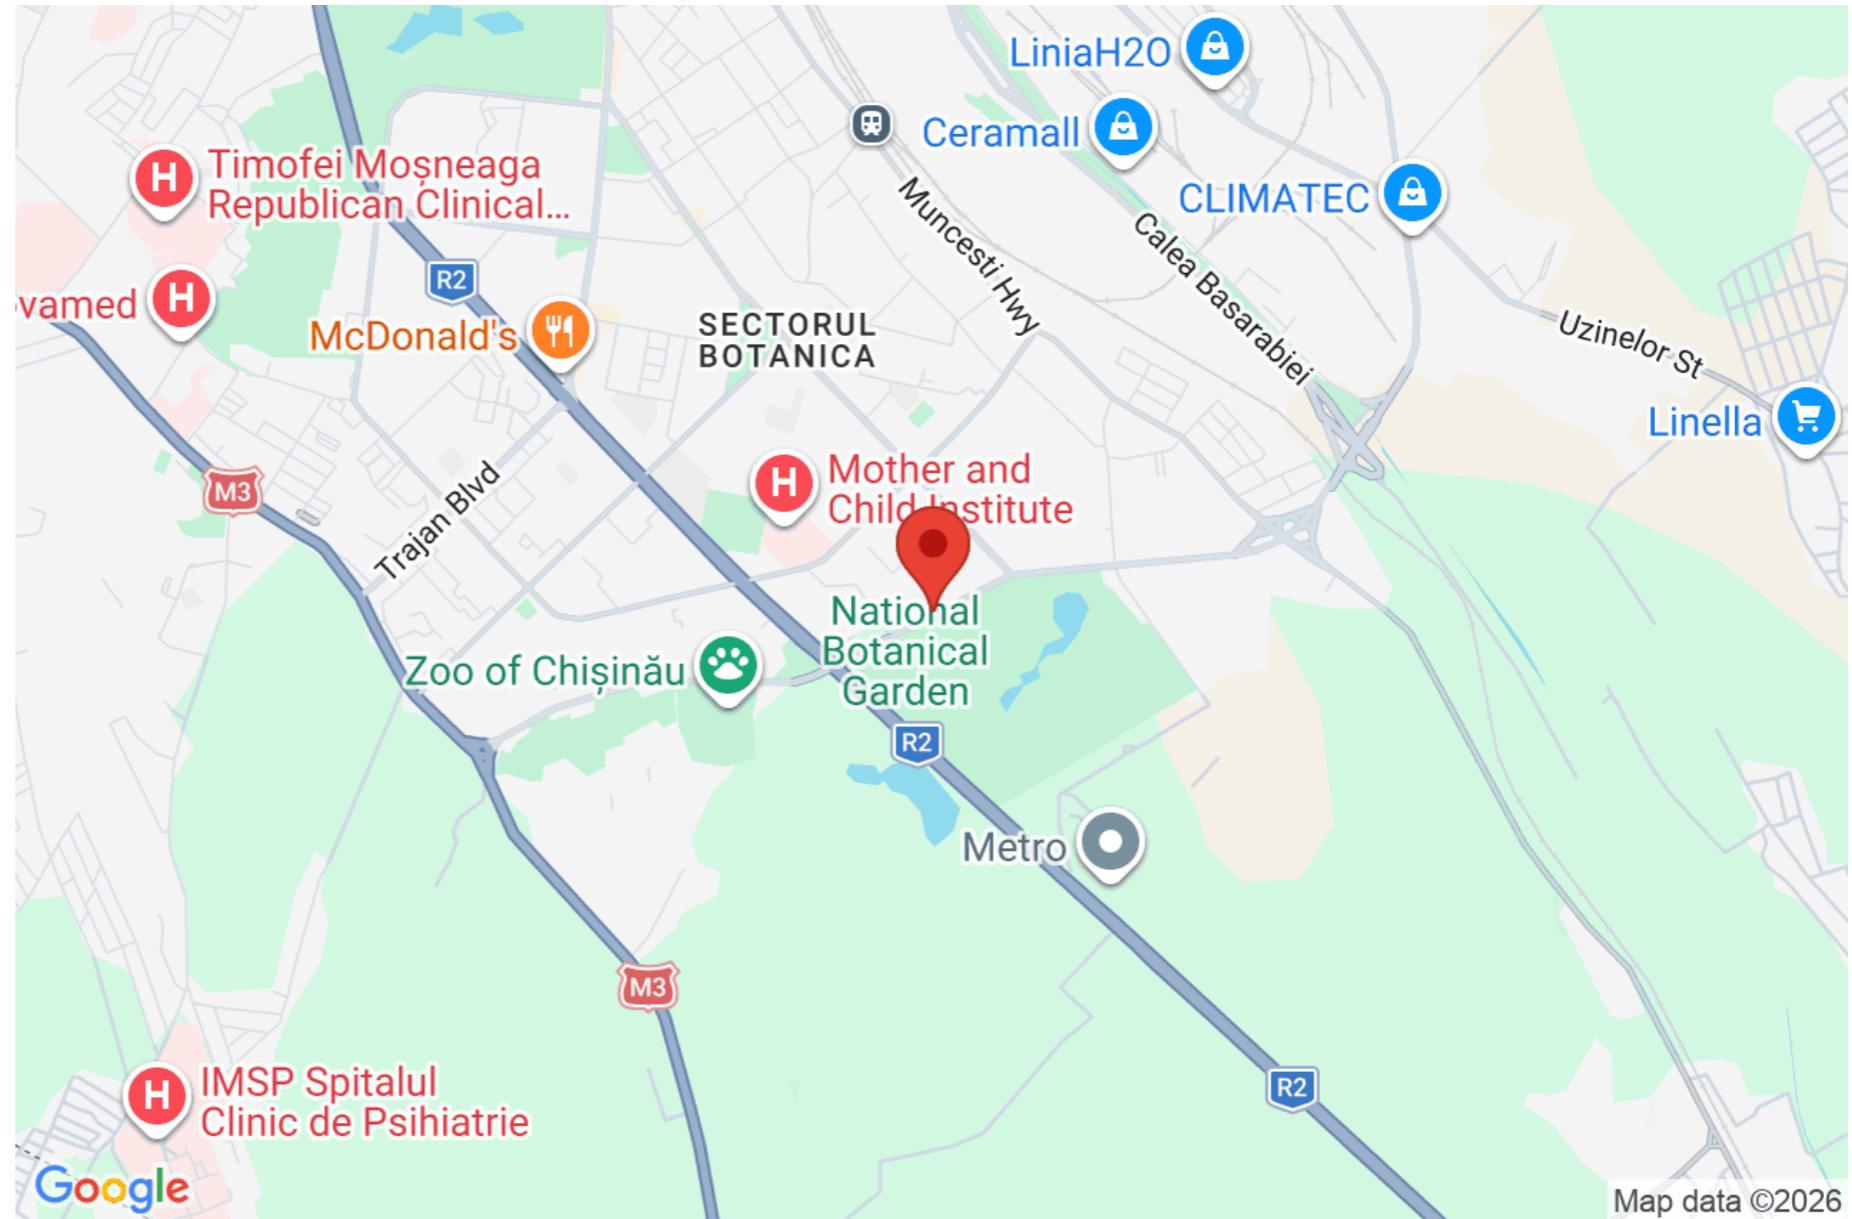 LiniaH2O
Ceramall
Timofei Moșneaga
Republican Clinical...
CLIMATEC
Muncesti Hwy
Calea Basarabiei
R2
vamed
McDonald's
SECTORUL
BOTANICA
Uzinelor St
Linella
M3
Trajan Blvd
Mother and
Child Institute
National
Botanical
Garden
Zoo of Chișinău
R2
Metro
M3
IMSP Spitalul
Clinic de Psihiatrie
R2
Google
Map data ©2026